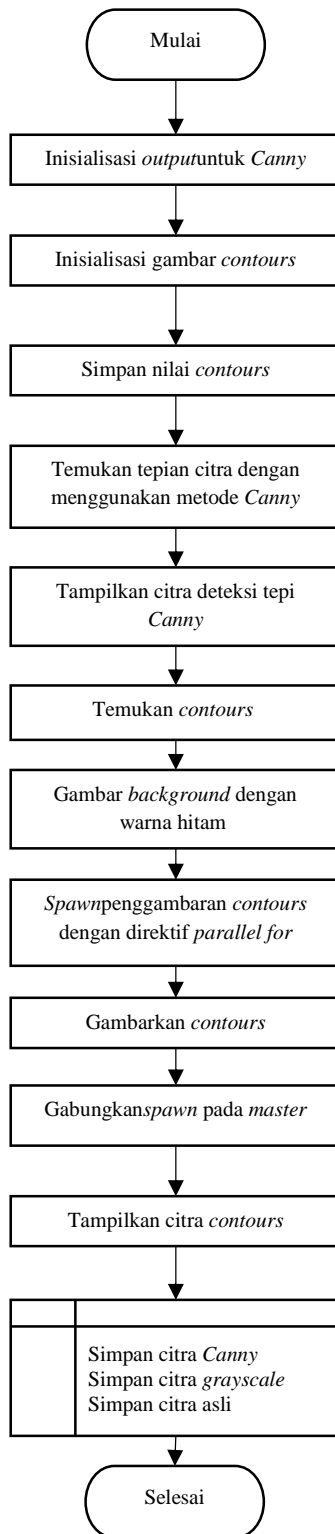 Mulai
Inisialisasi outputuntuk Canny
Inisialisasi gambar contours
Simpan nilai contours
Temukan tepian citra dengan
menggunakan metode Canny
Tampilkan citra deteksi tepi
Canny
Temukan contours
Gambar background dengan
warna hitam
Spawnpenggambaran contours
dengan direktif parallel for
Gambarkan contours
Gabungkanspawn pada master
Tampilkan citra contours
Simpan citra Canny
Simpan citra grayscale
Simpan citra asli
Selesai